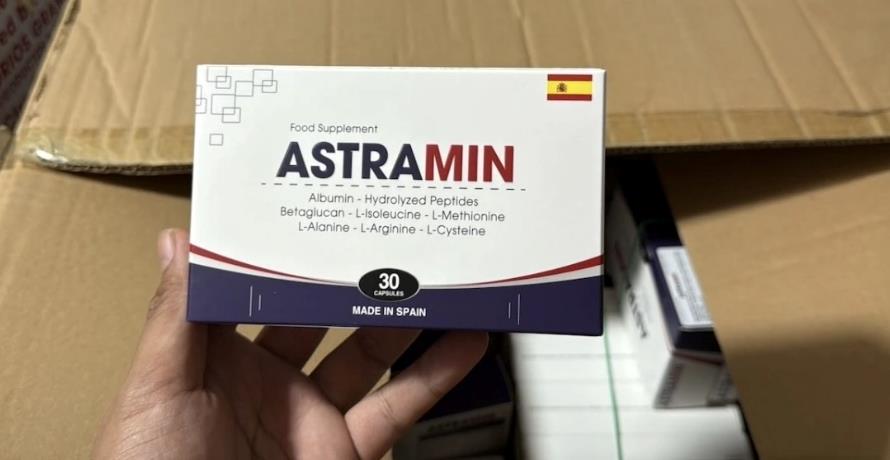 Food Supplement
ASTRAMIN
Albumin - Hydrolyzed Peptides
Betaglucan - L-Isoleucine - L-Methionine
L-Alanine - L-Arginine - L-Cysteine
30
CAPSULES
MADE IN SPAIN